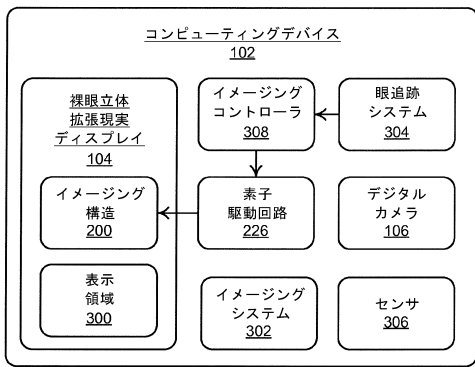 コンピューティングデバイス
102
裸眼立体
拡張現実
ディスプレイ
104
イメージング
構造
200
表示
領域
300
イメージング
コントローラ
308
眼追跡
システム
304
素子
駆動回路
226
デジタル
カメラ
106
イメージング
システム
302
センサ
306